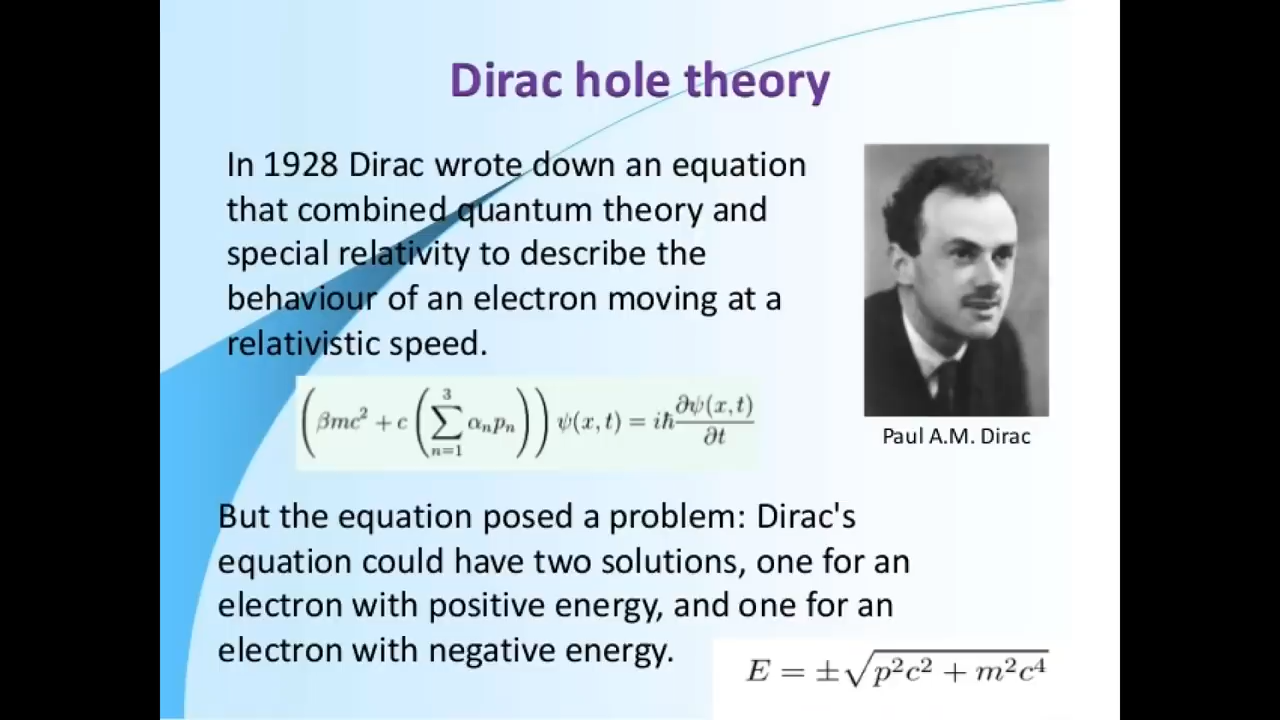 Dirac hole theory
In 1928 Dirac wrote down an equation
that combined quantum theory and
special relativity to describe the
behaviour of an electron moving at a
relativistic speed.
(βmc² + c (∑³ₙ₌₁ αₙpₙ)) ψ(x,t) = iħ ∂ψ(x,t)/∂t
Paul A.M. Dirac
But the equation posed a problem: Dirac's
equation could have two solutions, one for an
electron with positive energy, and one for an
electron with negative energy.
E = ±√(p²c² + m²c⁴)